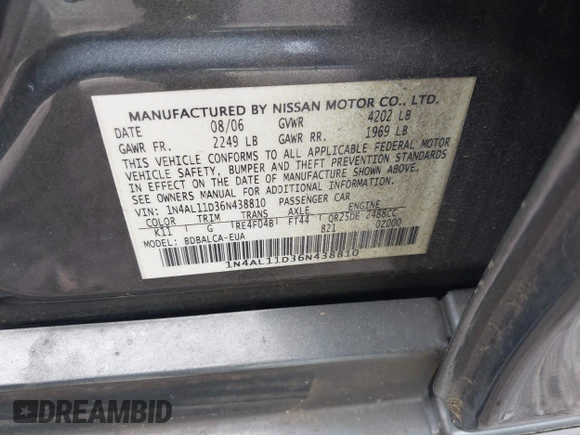 MANUFACTURED BY NISSAN MOTOR CO., LTD.
DATE 08/06 GVWR 4202 LB
GAWR FR. 2249 LB GAWR RR. 1969 LB
THIS VEHICLE CONFORMS TO ALL APPLICABLE FEDERAL MOTOR
VEHICLE SAFETY, BUMPER AND THEFT PREVENTION STANDARDS
IN EFFECT ON THE DATE OF MANUFACTURE SHOWN ABOVE.
SEE OWNERS MANUAL FOR ADDITIONAL INFORMATION.
VIN: 1N4AL11D36N438810 PASSENGER CAR
COLOR TRIM TRANS AXLE ENGINE
K11 G RE4F04B FT44 QR25DE 2488CC
MODEL: BDBALCA-EUA 821 02000
1N4AL11D36N438810
DREAMBID